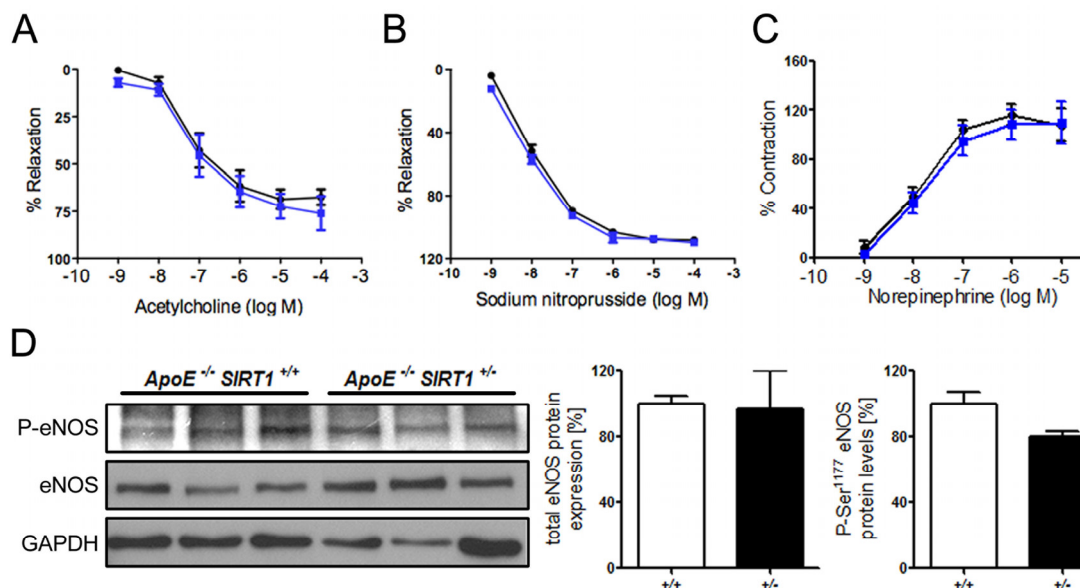 A
B
C
0
25
50
75
100
% Relaxation
-10 -9 -8 -7 -6 -5 -4 -3
Acetylcholine (log M)
0
40
80
120
% Relaxation
-10 -9 -8 -7 -6 -5 -4 -3
Sodium nitroprusside (log M)
160
120
80
40
0
% Contraction
-10 -9 -8 -7 -6 -5
Norepinephrine (log M)
D
ApoE -/- SIRT1 +/+
ApoE -/- SIRT1 +/-
P-eNOS
eNOS
GAPDH
120
80
40
0
total eNOS protein
expression [%]
+/+ +/-
120
80
40
0
P-Ser1177 eNOS
protein levels [%]
+/+ +/-